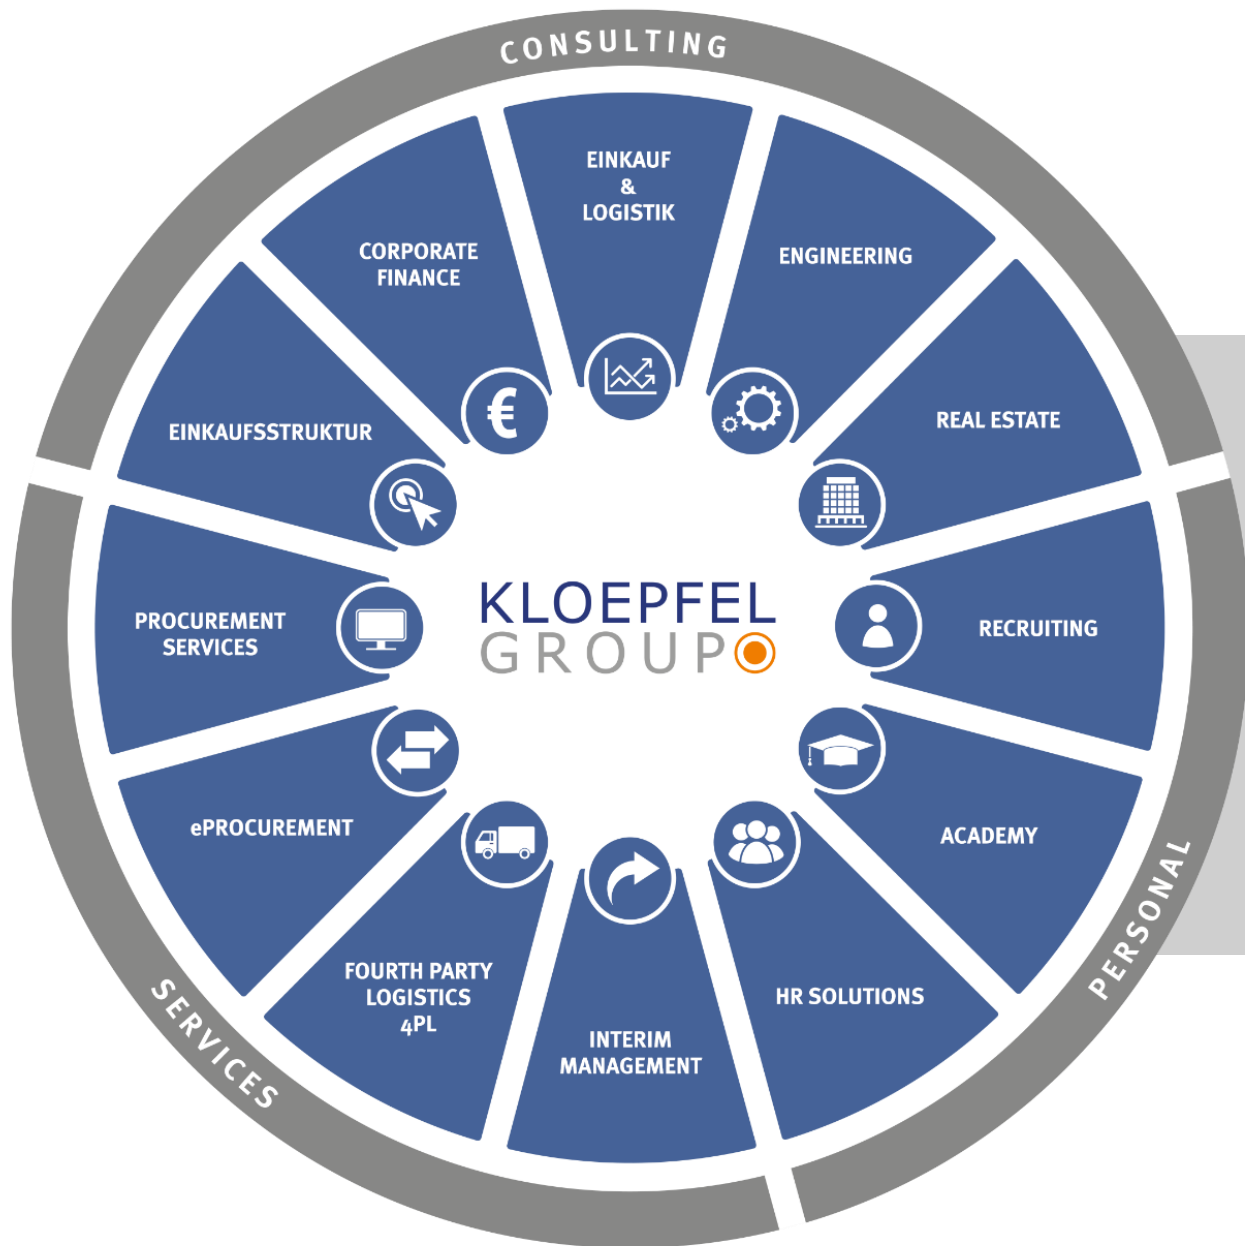 CONSULTING
EINKAUF
&
LOGISTIK
ENGINEERING
REAL ESTATE
RECRUITING
ACADEMY
HR SOLUTIONS
INTERIM
MANAGEMENT
FOURTH PARTY
LOGISTICS
4PL
ePROCUREMENT
PROCUREMENT
SERVICES
EINKAUFSSTRUKTUR
CORPORATE
FINANCE
€
KLOEPFEL
GROUP
PERSONAL
SERVICES